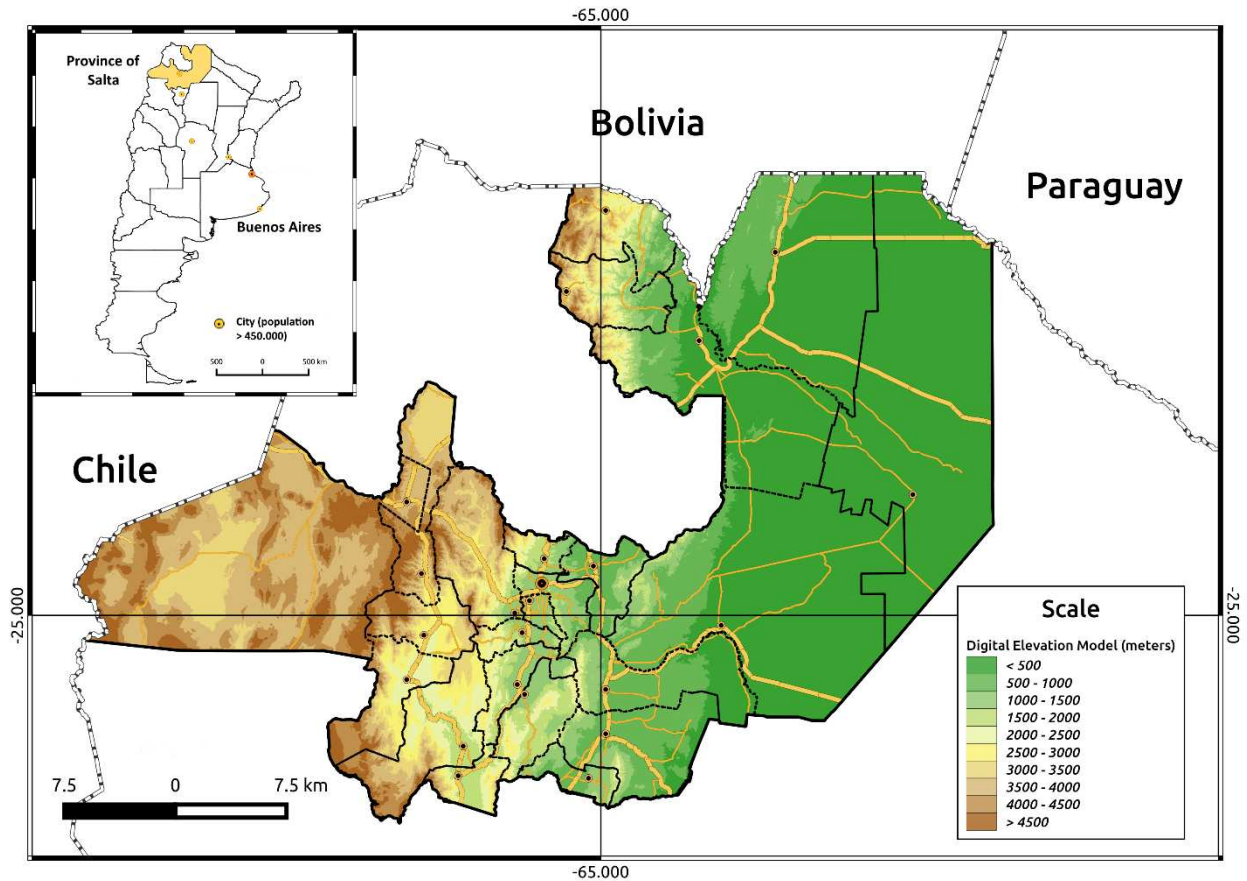 -65.000
Province of
Salta
Buenos Aires
City (population
> 450.000)
500 0 500 km
Bolivia
Paraguay
Chile
-25.000
-25.000
7.5 0 7.5 km
Scale
Digital Elevation Model (meters)
< 500
500 - 1000
1000 - 1500
1500 - 2000
2000 - 2500
2500 - 3000
3000 - 3500
3500 - 4000
4000 - 4500
> 4500
-65.000